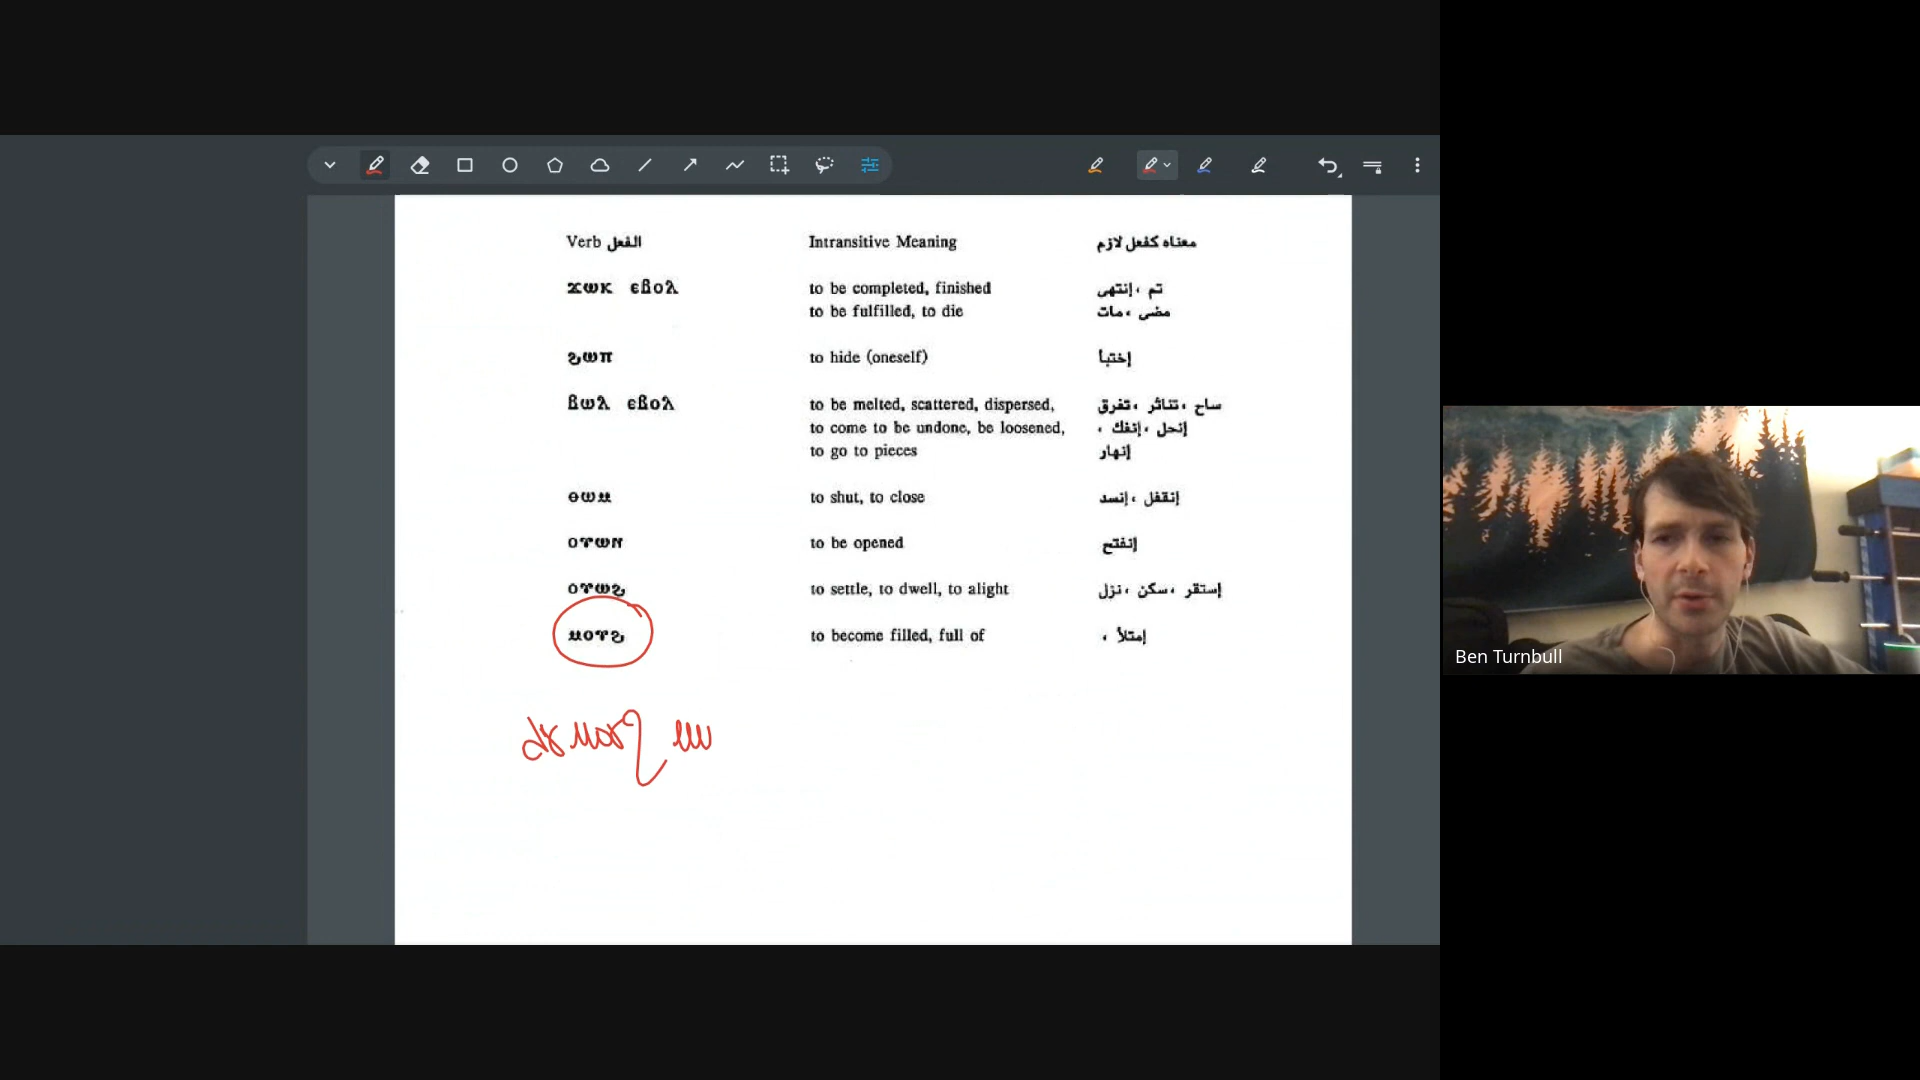 Verb الفعل Intransitive Meaning معناه كفعل لازم
ϫⲱⲕ ⲉⲃⲟⲗ to be completed, finished تم ، إنتهى
to be fulfilled, to die مضى ، مات
ϩⲱⲡ to hide (oneself) إختبأ
ⲃⲱⲗ ⲉⲃⲟⲗ to be melted, scattered, dispersed, ساح ، تناثر ، تفرق
to come to be undone, be loosened, إنحل ، إنفك ،
to go to pieces إنهار
ⲑⲱⲙ to shut, to close إنقفل ، إنسد
ⲟⲩⲱⲛ to be opened إنفتح
ⲟⲩⲱϩ to settle, to dwell, to alight إستقر ، سكن ، نزل
ⲙⲟⲩϩ to become filled, full of إمتلأ ،
ⲁⲩⲙⲟⲩϩ
Ben Turnbull